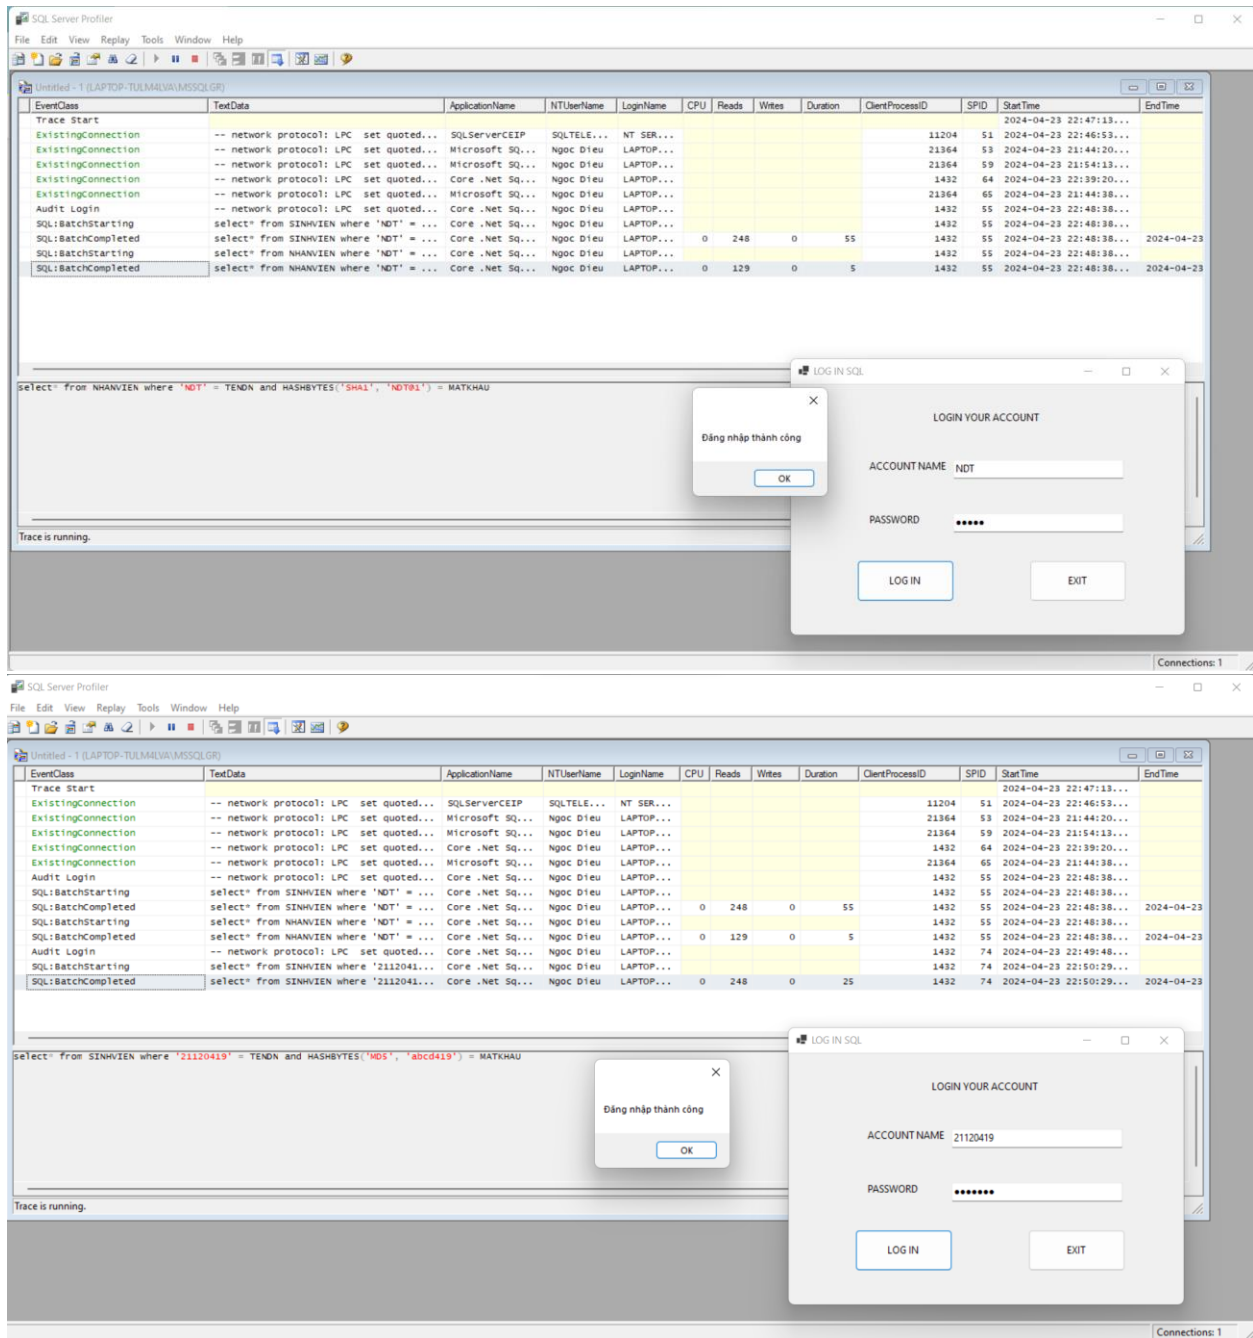 SQL Server Profiler
File Edit View Replay Tools Window Help
Untitled - 1 (LAPTOP-TULM4LVA\MSSQLGR)
EventClass TextData ApplicationName NTUserName LoginName CPU Reads Writes Duration ClientProcessID SPID StartTime EndTime
Trace Start 2024-04-23 22:47:13...
ExistingConnection -- network protocol: LPC set quoted... SQLServerCEIP SQLTELE... NT SER... 11204 51 2024-04-23 22:46:53...
ExistingConnection -- network protocol: LPC set quoted... Microsoft SQ... Ngoc Dieu LAPTOP... 21364 53 2024-04-23 21:44:20...
ExistingConnection -- network protocol: LPC set quoted... Microsoft SQ... Ngoc Dieu LAPTOP... 21364 59 2024-04-23 21:54:13...
ExistingConnection -- network protocol: LPC set quoted... Core .Net Sq... Ngoc Dieu LAPTOP... 1432 64 2024-04-23 22:39:20...
ExistingConnection -- network protocol: LPC set quoted... Microsoft SQ... Ngoc Dieu LAPTOP... 21364 65 2024-04-23 21:44:38...
Audit Login -- network protocol: LPC set quoted... Core .Net Sq... Ngoc Dieu LAPTOP... 1432 55 2024-04-23 22:48:38...
SQL:BatchStarting select* from SINHVIEN where 'NDT' = ... Core .Net Sq... Ngoc Dieu LAPTOP... 1432 55 2024-04-23 22:48:38...
SQL:BatchCompleted select* from SINHVIEN where 'NDT' = ... Core .Net Sq... Ngoc Dieu LAPTOP... 0 248 0 55 1432 55 2024-04-23 22:48:38... 2024-04-23
SQL:BatchStarting select* from NHANVIEN where 'NDT' = ... Core .Net Sq... Ngoc Dieu LAPTOP... 1432 55 2024-04-23 22:48:38...
SQL:BatchCompleted select* from NHANVIEN where 'NDT' = ... Core .Net Sq... Ngoc Dieu LAPTOP... 0 129 0 5 1432 55 2024-04-23 22:48:38... 2024-04-23
select* from NHANVIEN where 'NDT' = TENDN and HASHBYTES('SHA1', 'NDT@1') = MATKHAU
LOG IN SQL
LOGIN YOUR ACCOUNT
Đăng nhập thành công
OK
ACCOUNT NAME NDT
PASSWORD •••••
LOG IN EXIT
Trace is running.
Connections: 1
SQL Server Profiler
File Edit View Replay Tools Window Help
Untitled - 1 (LAPTOP-TULM4LVA\MSSQLGR)
EventClass TextData ApplicationName NTUserName LoginName CPU Reads Writes Duration ClientProcessID SPID StartTime EndTime
Trace Start 2024-04-23 22:47:13...
ExistingConnection -- network protocol: LPC set quoted... SQLServerCEIP SQLTELE... NT SER... 11204 51 2024-04-23 22:46:53...
ExistingConnection -- network protocol: LPC set quoted... Microsoft SQ... Ngoc Dieu LAPTOP... 21364 53 2024-04-23 21:44:20...
ExistingConnection -- network protocol: LPC set quoted... Microsoft SQ... Ngoc Dieu LAPTOP... 21364 59 2024-04-23 21:54:13...
ExistingConnection -- network protocol: LPC set quoted... Core .Net Sq... Ngoc Dieu LAPTOP... 1432 64 2024-04-23 22:39:20...
ExistingConnection -- network protocol: LPC set quoted... Microsoft SQ... Ngoc Dieu LAPTOP... 21364 65 2024-04-23 21:44:38...
Audit Login -- network protocol: LPC set quoted... Core .Net Sq... Ngoc Dieu LAPTOP... 1432 55 2024-04-23 22:48:38...
SQL:BatchStarting select* from SINHVIEN where 'NDT' = ... Core .Net Sq... Ngoc Dieu LAPTOP... 1432 55 2024-04-23 22:48:38...
SQL:BatchCompleted select* from SINHVIEN where 'NDT' = ... Core .Net Sq... Ngoc Dieu LAPTOP... 0 248 0 55 1432 55 2024-04-23 22:48:38... 2024-04-23
SQL:BatchStarting select* from NHANVIEN where 'NDT' = ... Core .Net Sq... Ngoc Dieu LAPTOP... 1432 55 2024-04-23 22:48:38...
SQL:BatchCompleted select* from NHANVIEN where 'NDT' = ... Core .Net Sq... Ngoc Dieu LAPTOP... 0 129 0 5 1432 55 2024-04-23 22:48:38... 2024-04-23
Audit Login -- network protocol: LPC set quoted... Core .Net Sq... Ngoc Dieu LAPTOP... 1432 74 2024-04-23 22:49:48...
SQL:BatchStarting select* from SINHVIEN where '2112041... Core .Net Sq... Ngoc Dieu LAPTOP... 1432 74 2024-04-23 22:50:29...
SQL:BatchCompleted select* from SINHVIEN where '2112041... Core .Net Sq... Ngoc Dieu LAPTOP... 0 248 0 25 1432 74 2024-04-23 22:50:29... 2024-04-23
select* from SINHVIEN where '21120419' = TENDN and HASHBYTES('MD5', 'abcd419') = MATKHAU
LOG IN SQL
LOGIN YOUR ACCOUNT
Đăng nhập thành công
OK
ACCOUNT NAME 21120419
PASSWORD •••••••
LOG IN EXIT
Trace is running.
Connections: 1